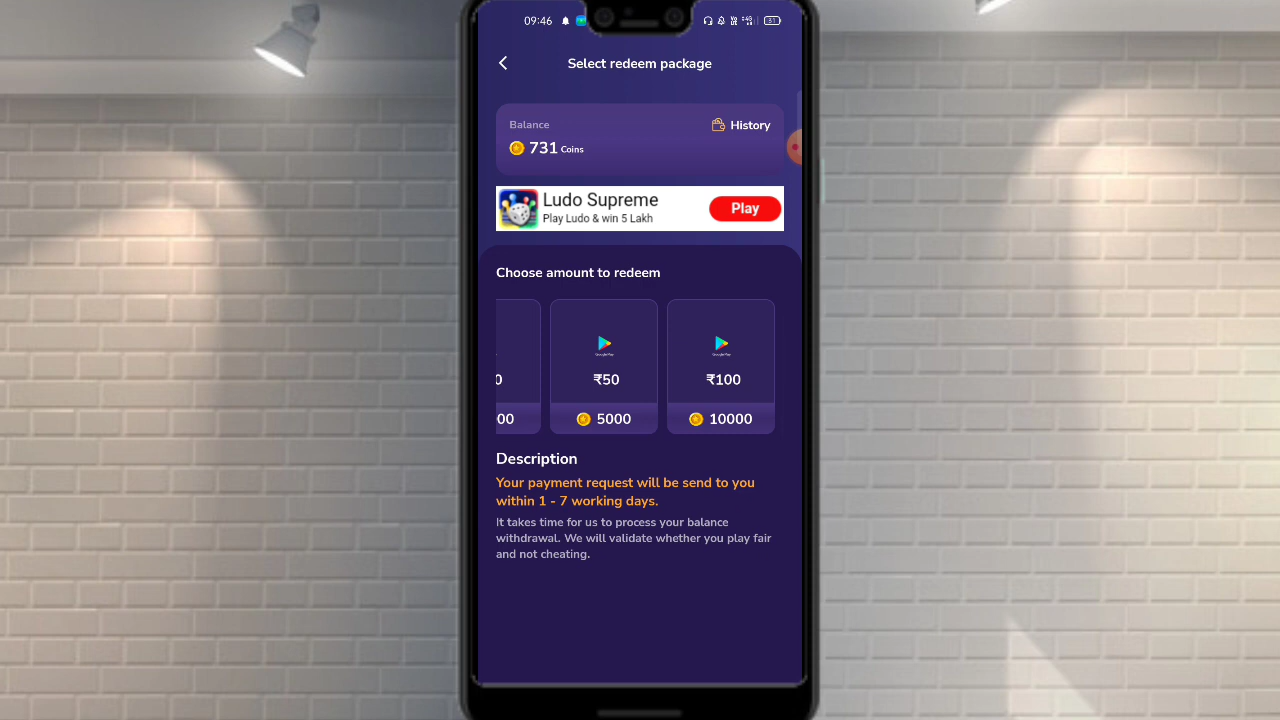 09:46
51
Select redeem package
Balance
History
731 Coins
Ludo Supreme
Play Ludo & win 5 Lakh
Play
Choose amount to redeem
0
₹50
₹100
00
5000
10000
Description
Your payment request will be send to you
within 1 - 7 working days.
It takes time for us to process your balance
withdrawal. We will validate whether you play fair
and not cheating.